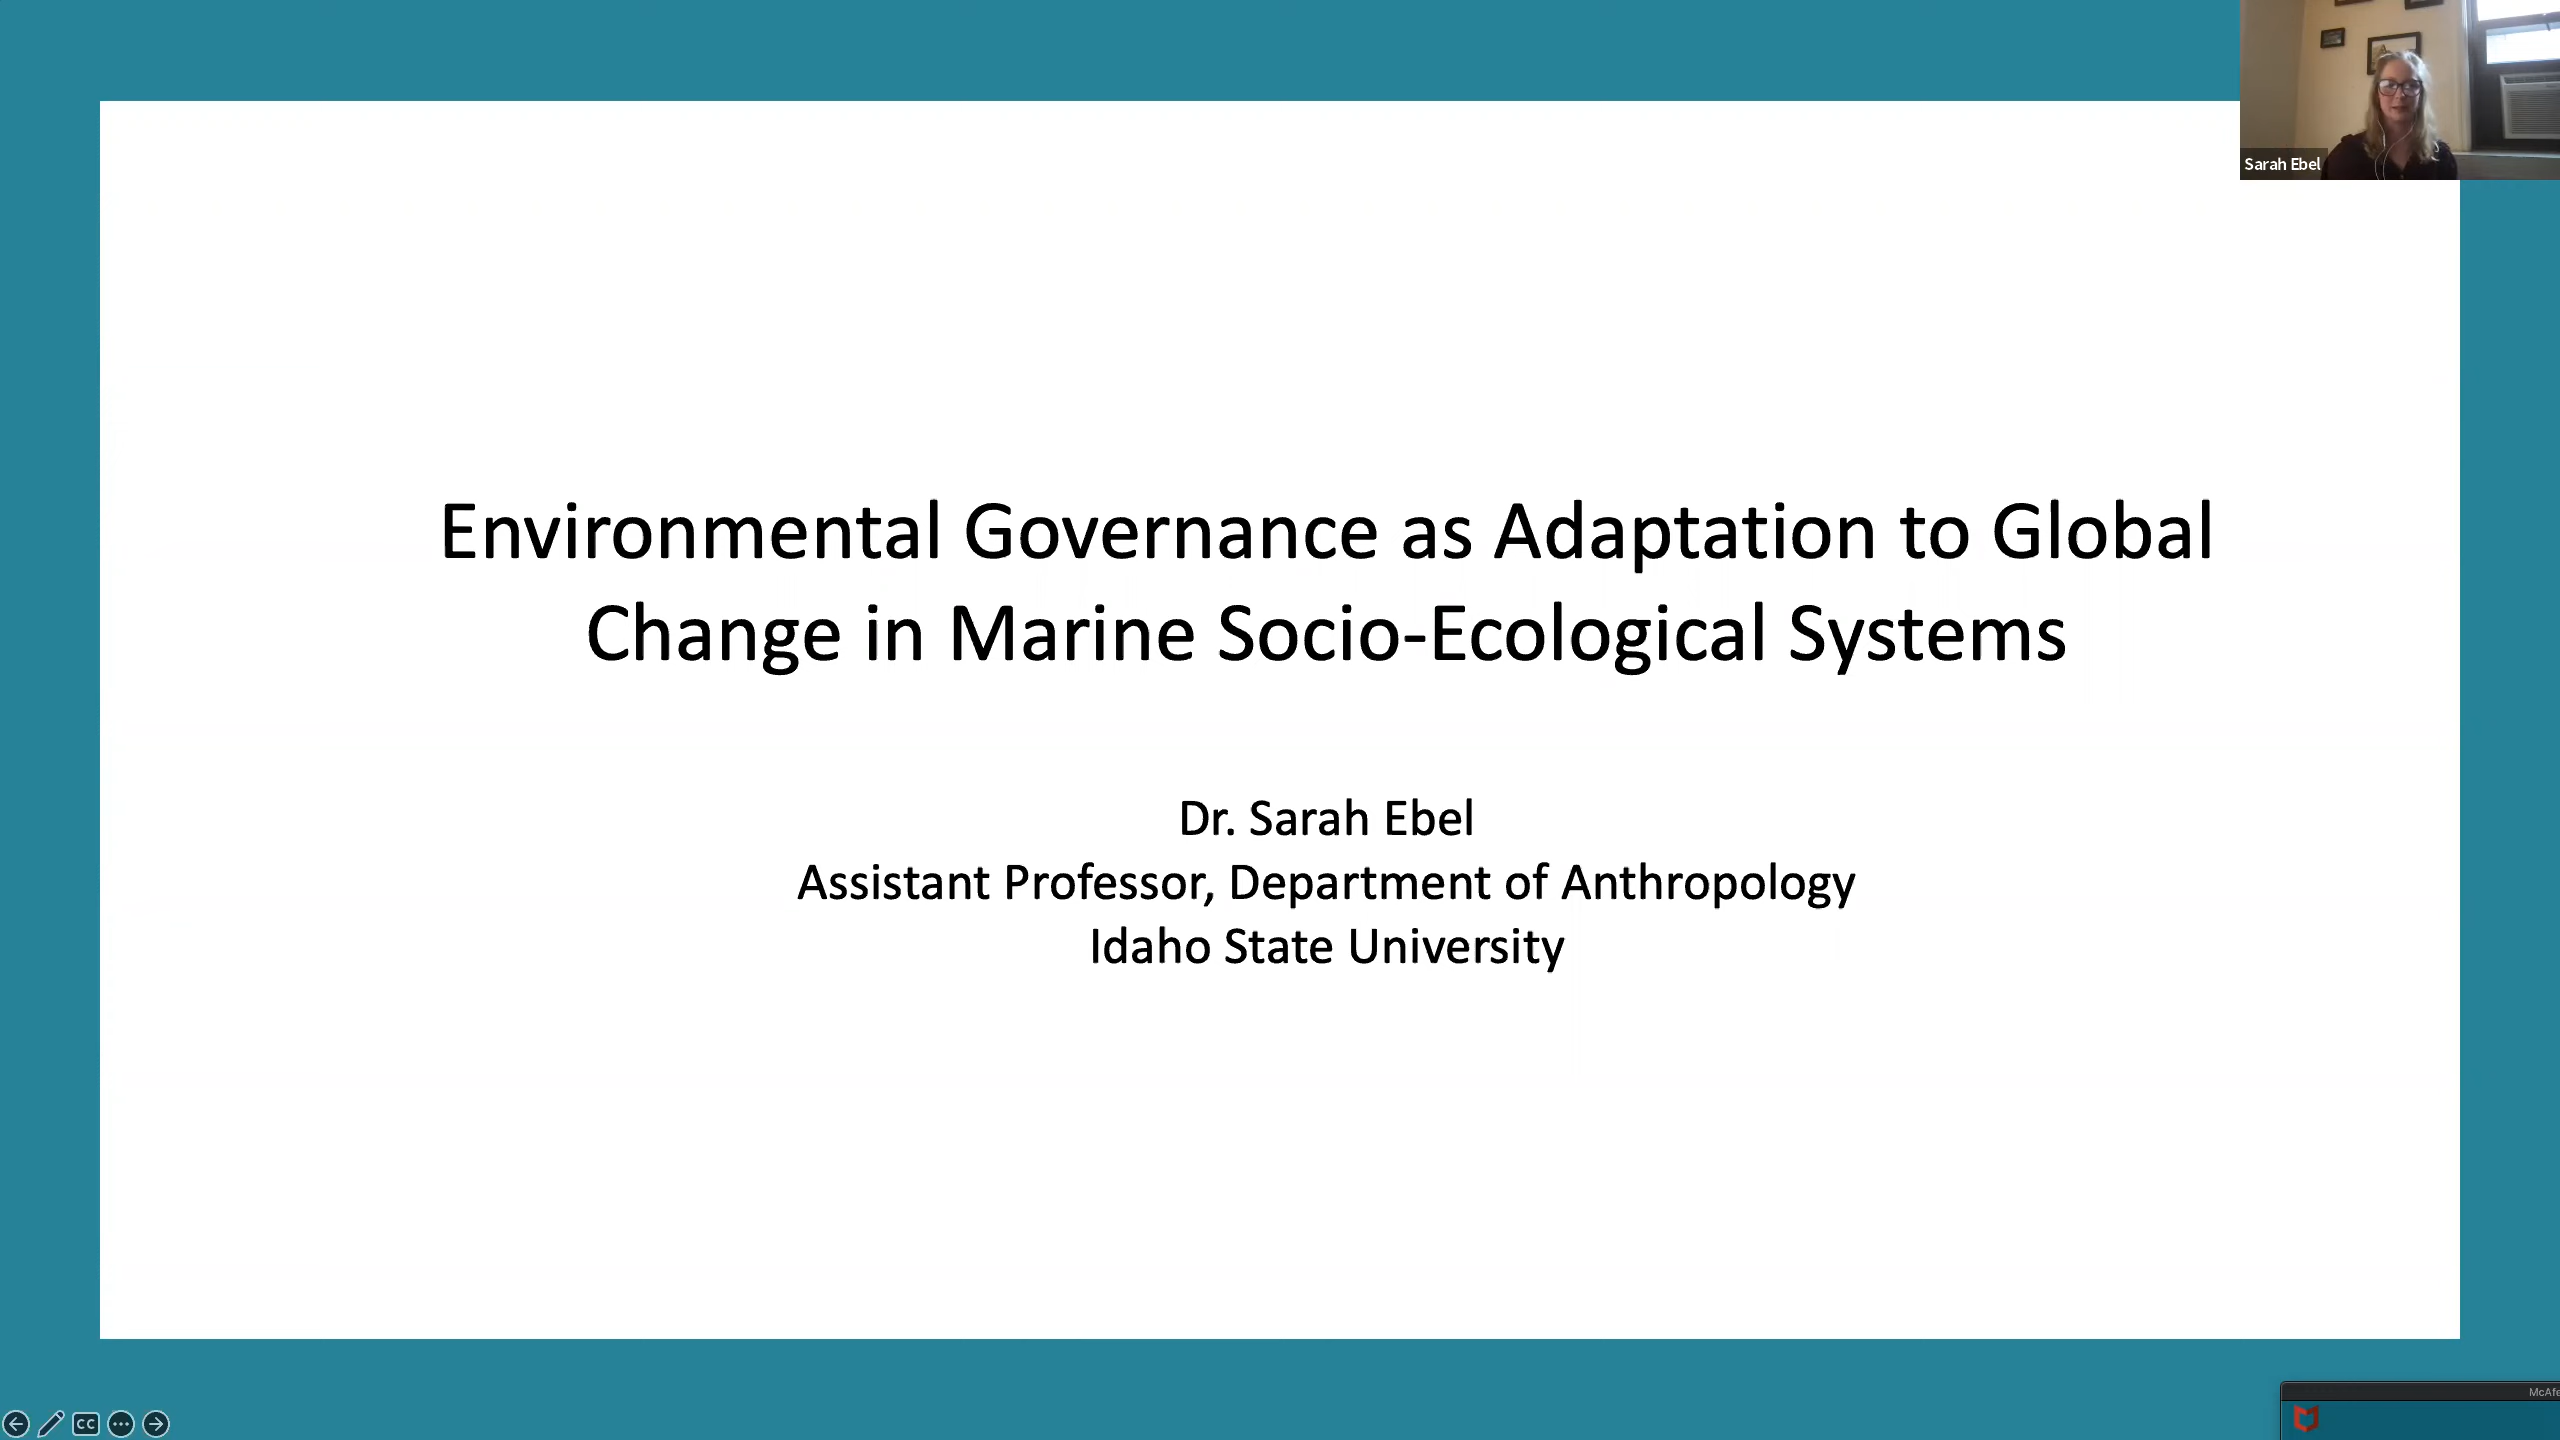 Sarah Ebel
Environmental Governance as Adaptation to Global
Change in Marine Socio-Ecological Systems
Dr. Sarah Ebel
Assistant Professor, Department of Anthropology
Idaho State University
CC